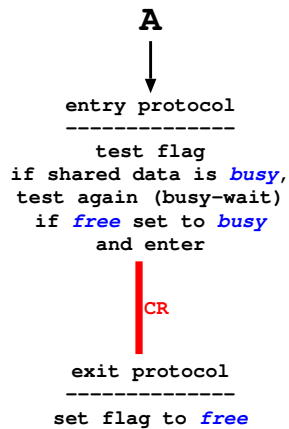 A
entry protocol
--------------
test flag
if shared data is busy,
test again (busy-wait)
if free set to busy
and enter
CR
exit protocol
--------------
set flag to free